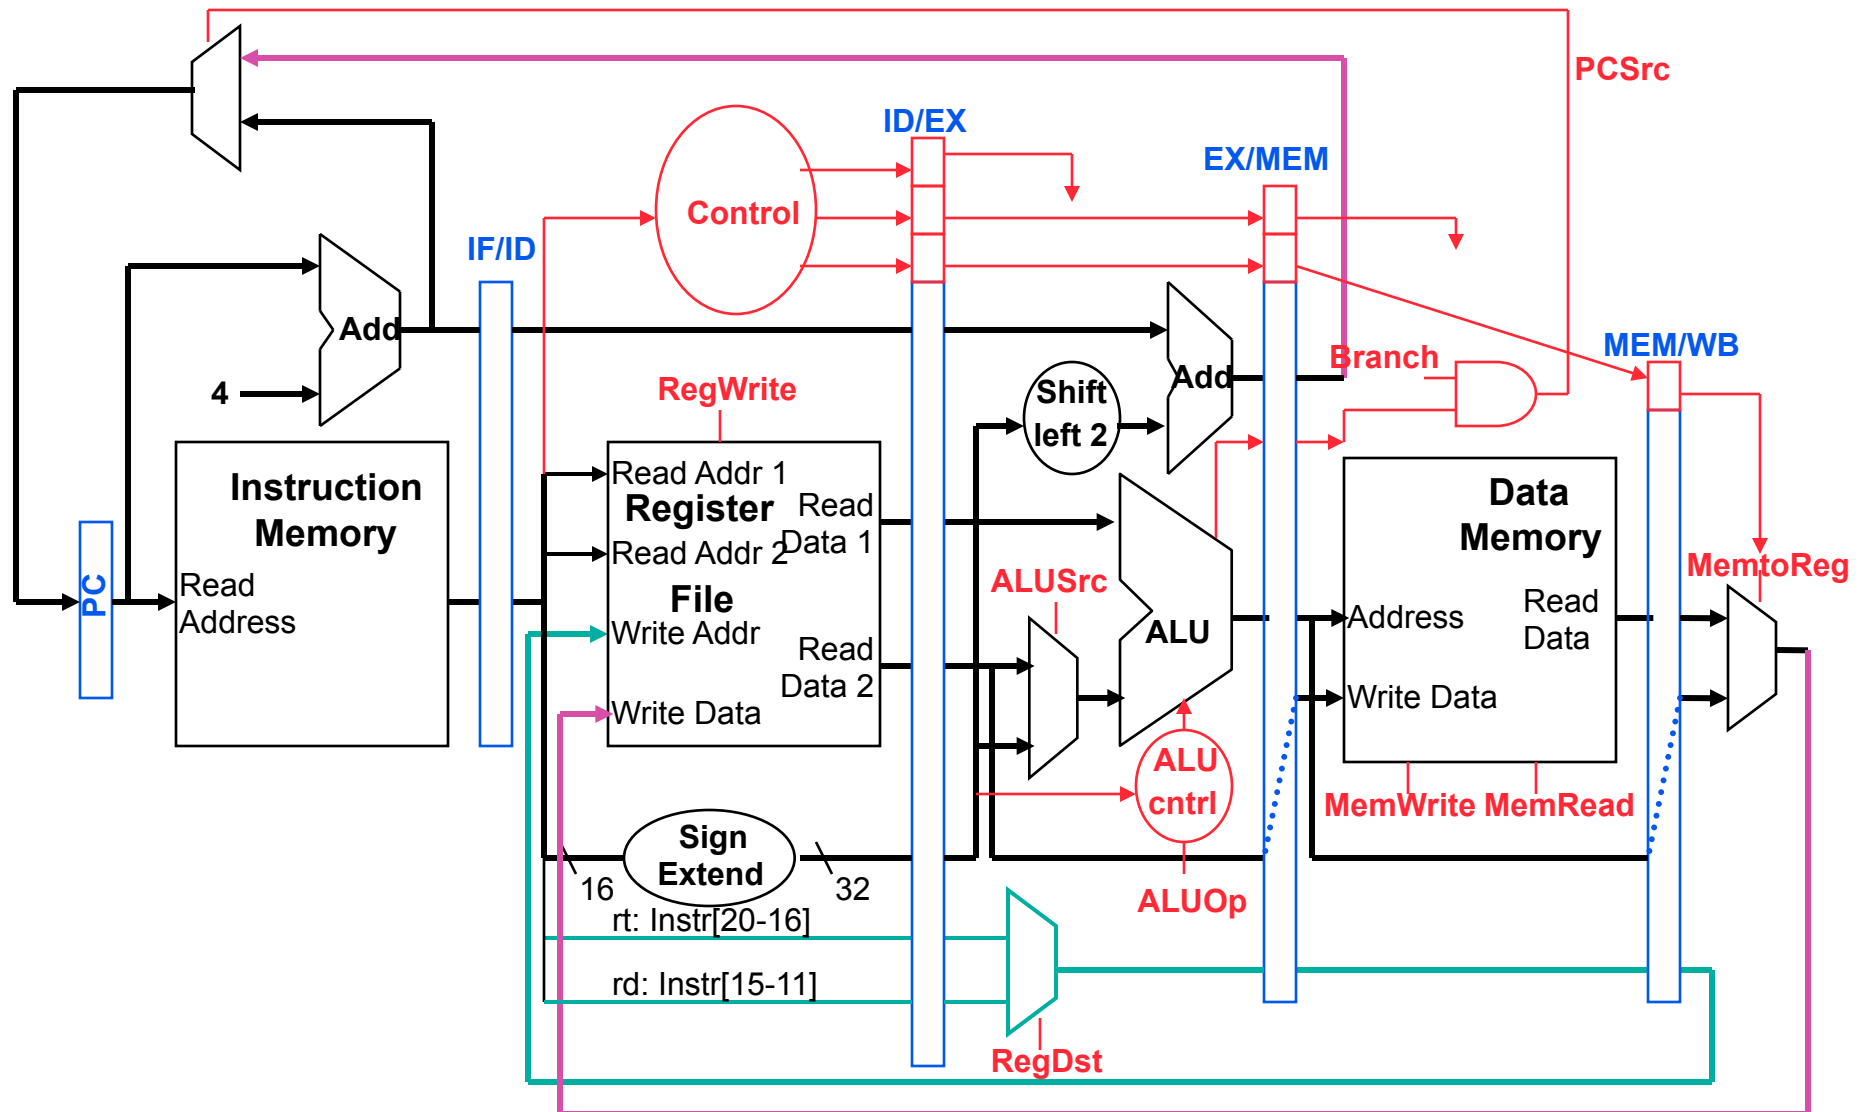 PCSrc
ID/EX
EX/MEM
Control
IF/ID
Add
4
RegWrite
Shift
left 2
Add
Branch
MEM/WB
Instruction
Memory
Read
Address
PC
Read Addr 1
Register
Read
Data 1
Read Addr 2
File
Write Addr
Read
Data 2
Write Data
ALUSrc
ALU
Data
Memory
Address
Read
Data
Write Data
MemtoReg
ALU
cntrl
MemWrite MemRead
Sign
Extend
16
32
ALUOp
rt: Instr[20-16]
rd: Instr[15-11]
RegDst